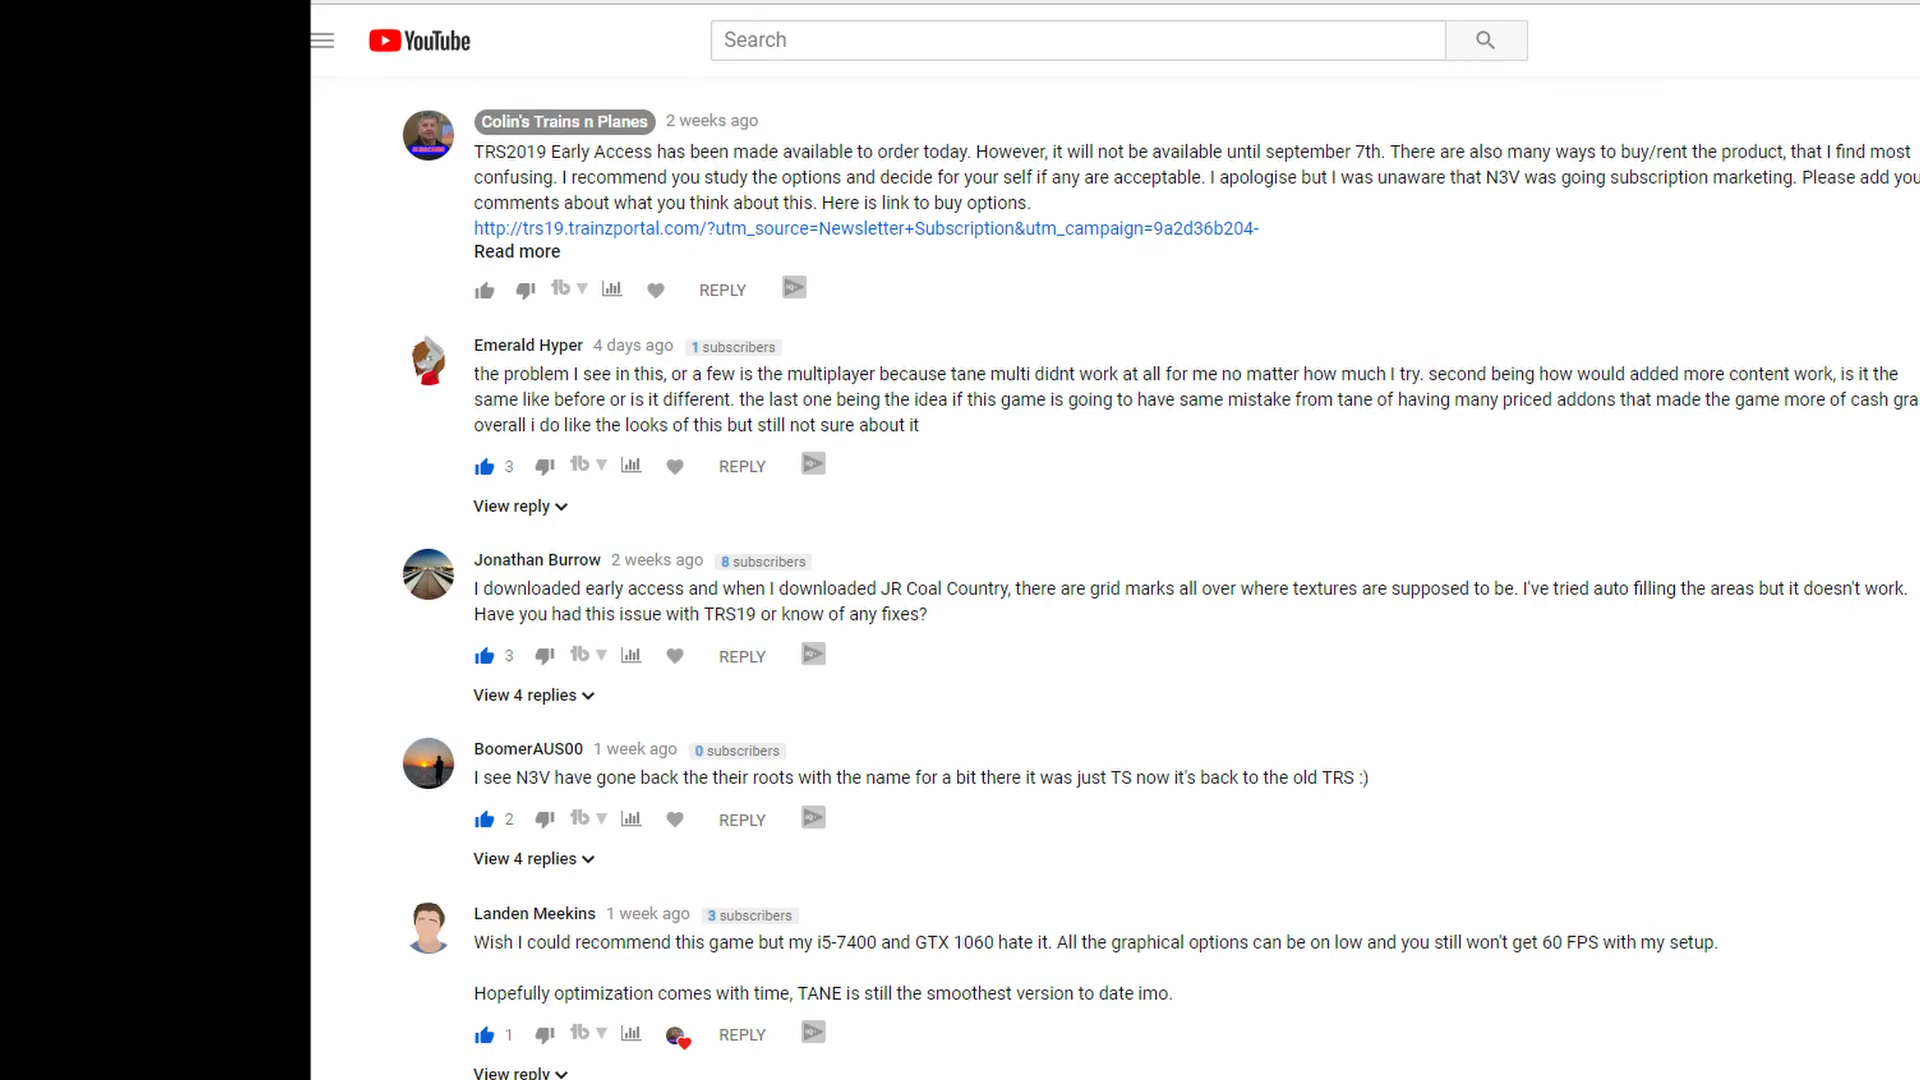 YouTube
Search
Colin's Trains n Planes 2 weeks ago
TRS2019 Early Access has been made available to order today. However, it will not be available until september 7th. There are also many ways to buy/rent the product, that I find most
confusing. I recommend you study the options and decide for your self if any are acceptable. I apologise but I was unaware that N3V was going subscription marketing. Please add you
comments about what you think about this. Here is link to buy options.
http://trs19.trainzportal.com/?utm_source=Newsletter+Subscription&utm_campaign=9a2d36b204-
Read more
REPLY
Emerald Hyper 4 days ago 1 subscribers
the problem I see in this, or a few is the multiplayer because tane multi didnt work at all for me no matter how much I try. second being how would added more content work, is it the
same like before or is it different. the last one being the idea if this game is going to have same mistake from tane of having many priced addons that made the game more of cash gra
overall i do like the looks of this but still not sure about it
3 REPLY
View reply
Jonathan Burrow 2 weeks ago 8 subscribers
I downloaded early access and when I downloaded JR Coal Country, there are grid marks all over where textures are supposed to be. I've tried auto filling the areas but it doesn't work.
Have you had this issue with TRS19 or know of any fixes?
3 REPLY
View 4 replies
BoomerAUS00 1 week ago 0 subscribers
I see N3V have gone back the their roots with the name for a bit there it was just TS now it's back to the old TRS :)
2 REPLY
View 4 replies
Landen Meekins 1 week ago 3 subscribers
Wish I could recommend this game but my i5-7400 and GTX 1060 hate it. All the graphical options can be on low and you still won't get 60 FPS with my setup.
Hopefully optimization comes with time, TANE is still the smoothest version to date imo.
1 REPLY
View reply